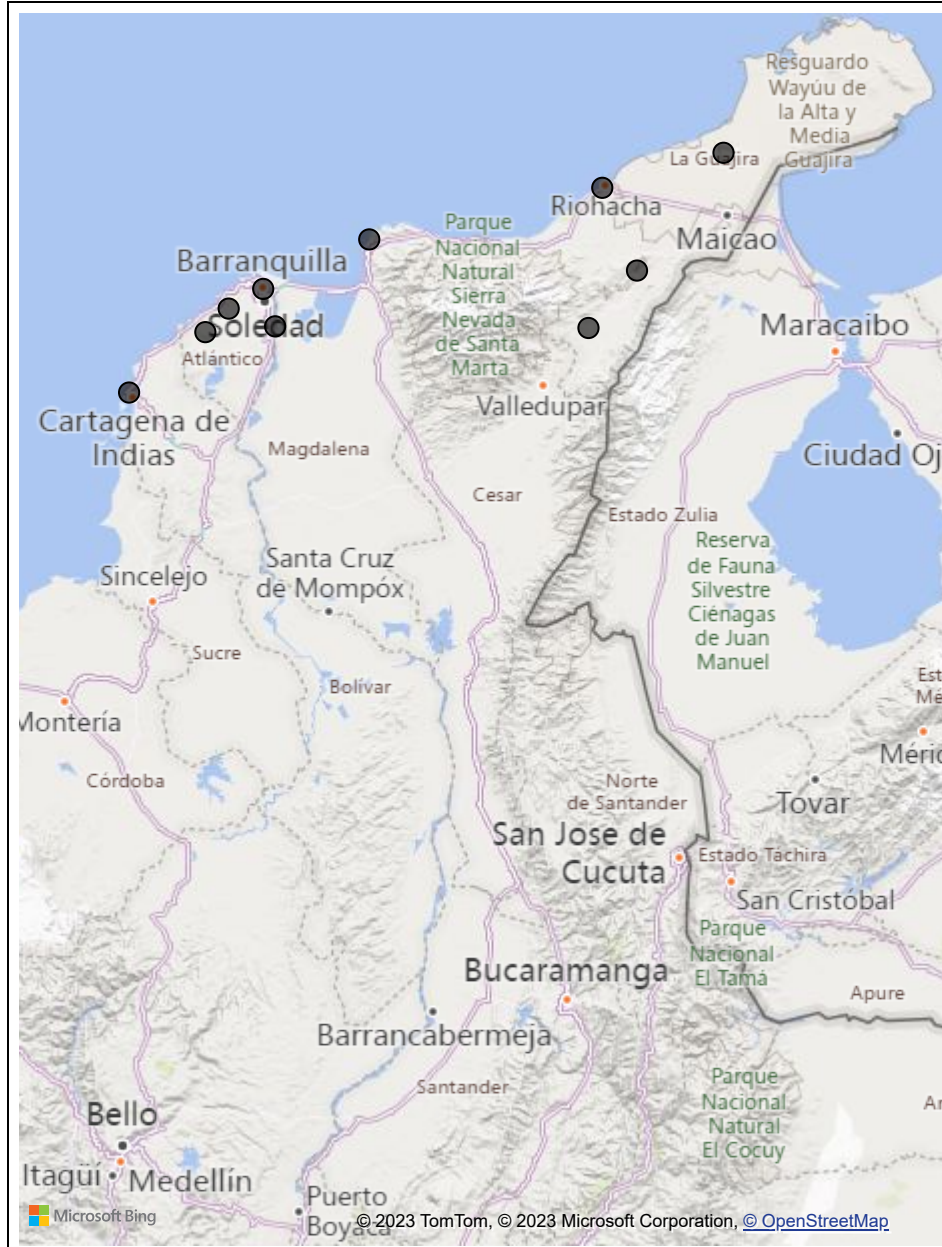 Resguardo
Wayúu de
la Alta y
Media
Guajira
La Guajira
Riohacha
Maicao
Parque
Nacional
Natural
Sierra
Nevada
de Santa
Marta
Barranquilla
Soledad
Atlántico
Maracaibo
Valledupar
Cartagena de
Indias
Magdalena
Ciudad Oj
Cesar
Estado Zulia
Reserva
de Fauna
Silvestre
Ciénagas
de Juan
Manuel
Santa Cruz
de Mompóx
Sincelejo
Sucre
Bolívar
Est
Mé
Montería
Méric
Córdoba
Norte
de Santander
Tovar
San Jose de
Cucuta
Estado Táchira
San Cristóbal
Parque
Nacional
El Tamá
Bucaramanga
Apure
Barrancabermeja
Santander
Parque
Nacional
Natural
El Cocuy
Ar
Bello
Itagüí
Medellín
Puerto
Boyacá
Microsoft Bing
© 2023 TomTom, © 2023 Microsoft Corporation, © OpenStreetMap